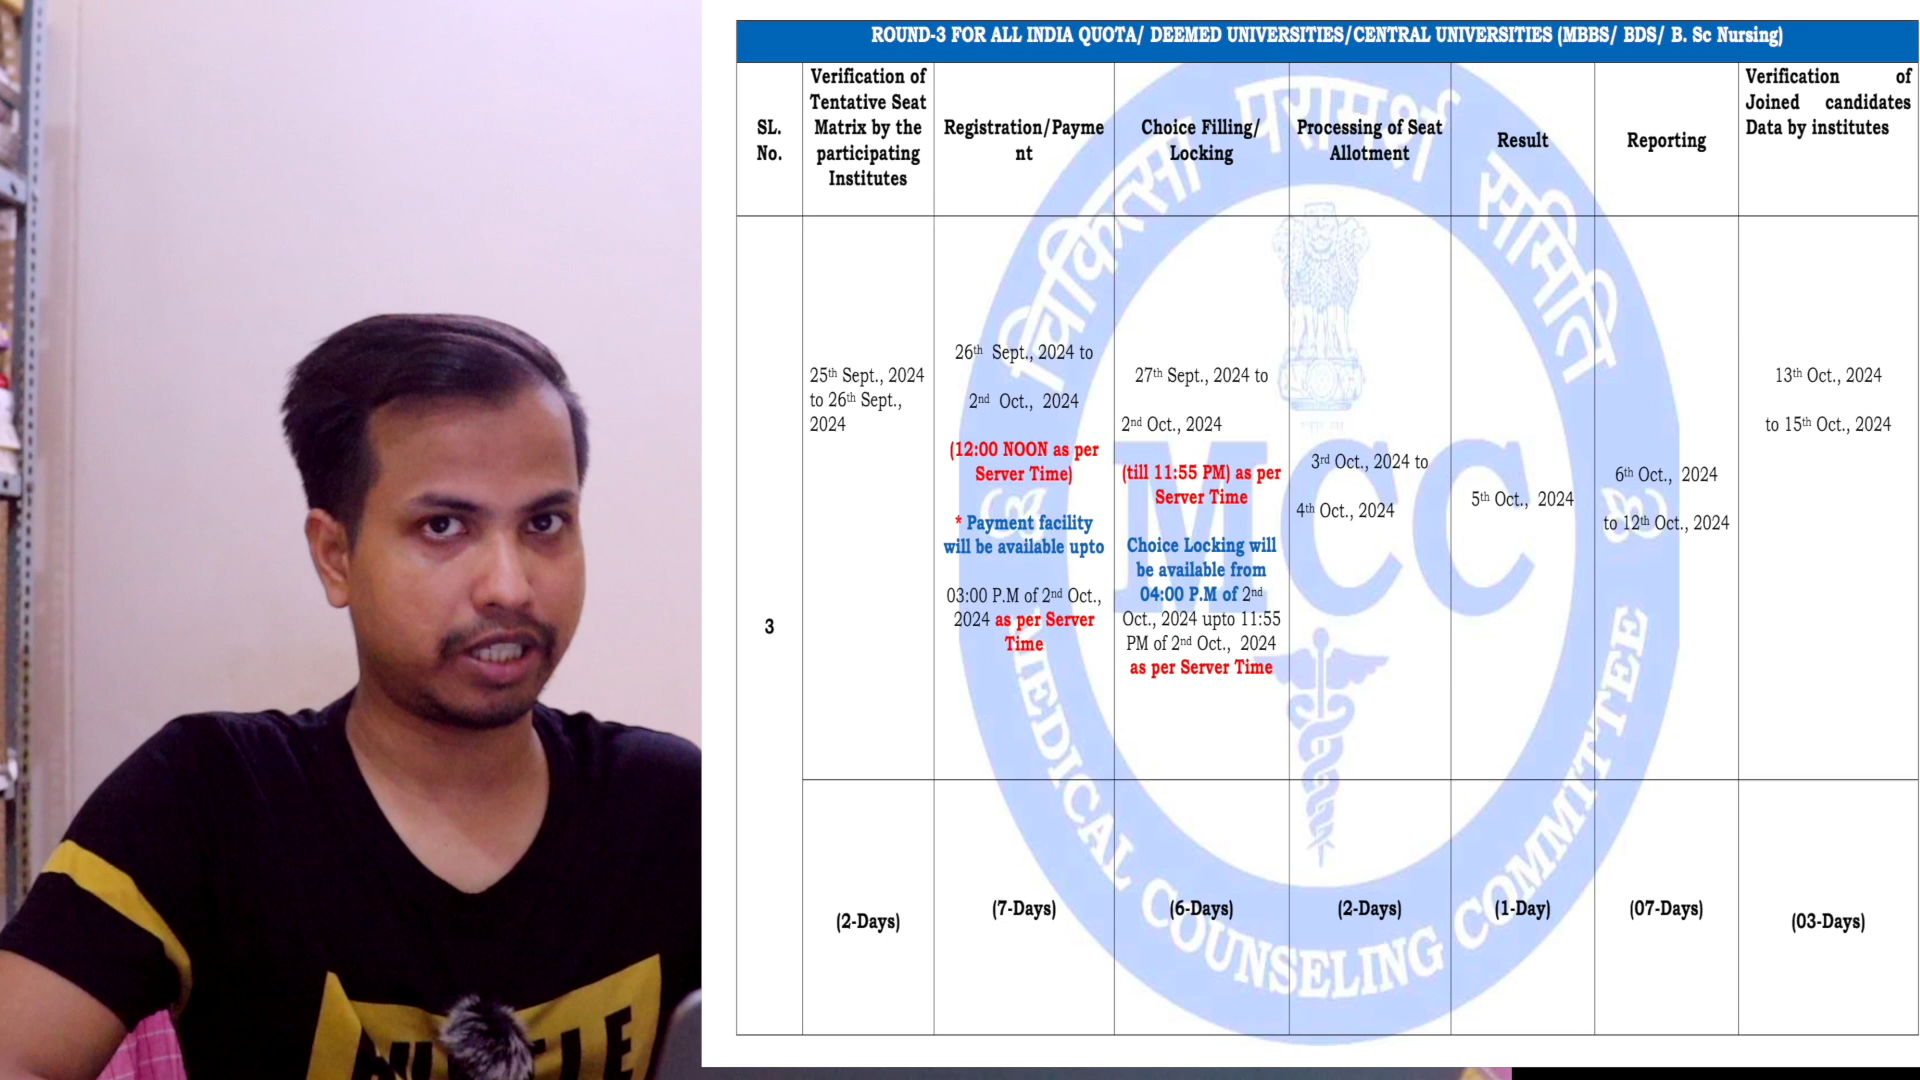 ROUND-3 FOR ALL INDIA QUOTA/ DEEMED UNIVERSITIES/CENTRAL UNIVERSITIES (MBBS/ BDS/ B. Sc Nursing)
SL.
No.
Verification of
Tentative Seat
Matrix by the
participating
Institutes
Registration/Payme
nt
Choice Filling/
Locking
Processing of Seat
Allotment
Result
Reporting
Verification of
Joined candidates
Data by institutes
3
25th Sept., 2024
to 26th Sept.,
2024
26th Sept., 2024 to
2nd Oct., 2024
(12:00 NOON as per
Server Time)
* Payment facility
will be available upto
03:00 P.M of 2nd Oct.,
2024 as per Server
Time
27th Sept., 2024 to
2nd Oct., 2024
(till 11:55 PM) as per
Server Time
Choice Locking will
be available from
04:00 P.M of 2nd
Oct., 2024 upto 11:55
PM of 2nd Oct., 2024
as per Server Time
3rd Oct., 2024 to
4th Oct., 2024
5th Oct., 2024
6th Oct., 2024
to 12th Oct., 2024
13th Oct., 2024
to 15th Oct., 2024
(2-Days)
(7-Days)
(6-Days)
(2-Days)
(1-Day)
(07-Days)
(03-Days)
चिकित्सा परामर्श समिति
MCC
MEDICAL COUNSELING COMMITTEE